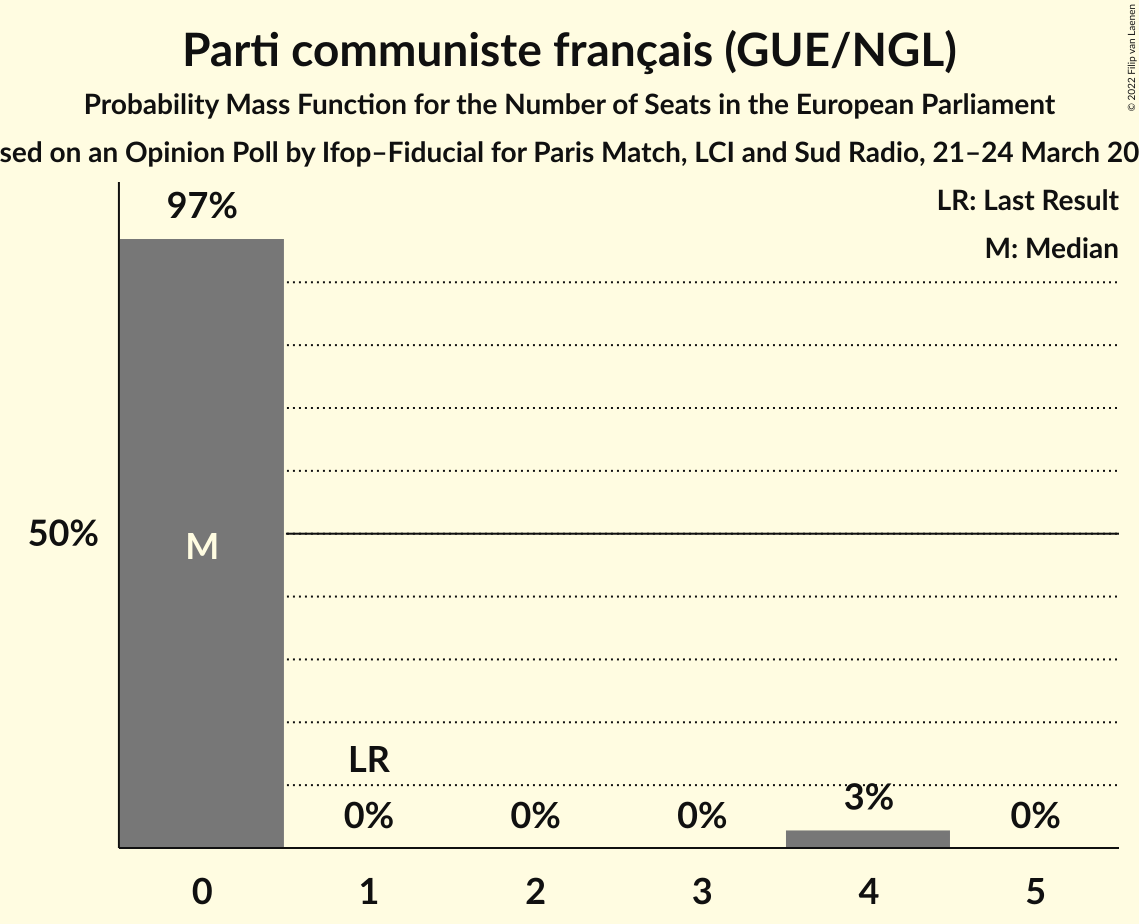 Parti communiste français (GUE/NGL)
Probability Mass Function for the Number of Seats in the European Parliament
sed on an Opinion Poll by Ifop–Fiducial for Paris Match, LCI and Sud Radio, 21–24 March 20
© 2022 Filip van Laenen
LR: Last Result
M: Median
97%
50%
M
LR
0%
0%
0%
3%
0%
0
1
2
3
4
5